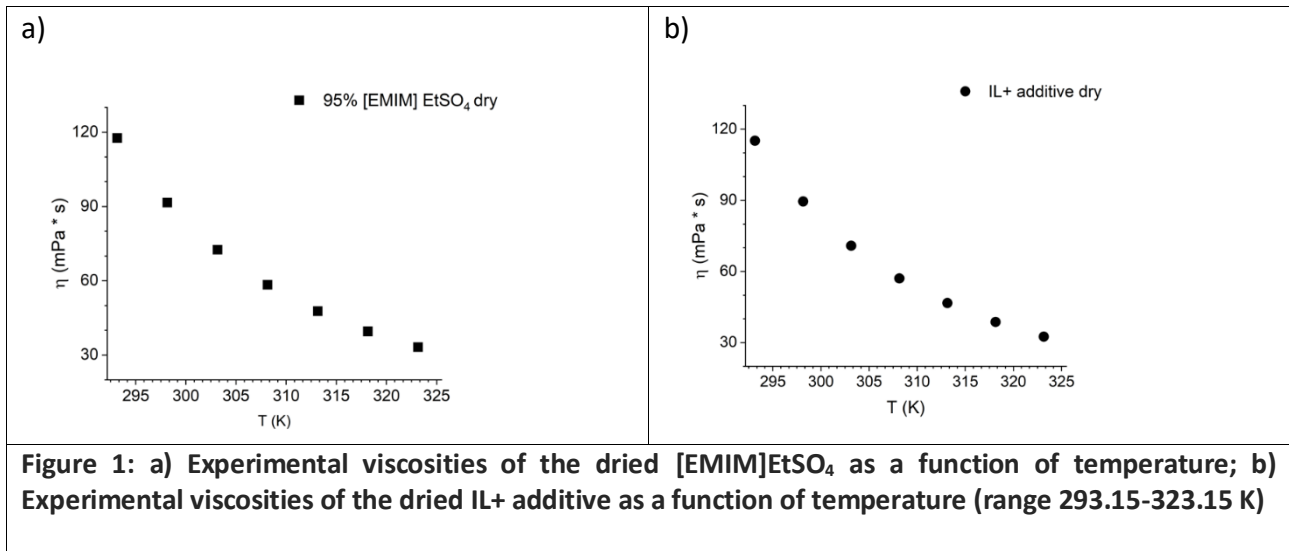 a)
95% [EMIM] EtSO₄ dry
120
90
60
30
η (mPa * s)
295 300 305 310 315 320 325
T (K)
b)
IL+ additive dry
120
90
60
30
η (mPa * s)
295 300 305 310 315 320 325
T (K)
Figure 1: a) Experimental viscosities of the dried [EMIM]EtSO₄ as a function of temperature; b)
Experimental viscosities of the dried IL+ additive as a function of temperature (range 293.15-323.15 K)